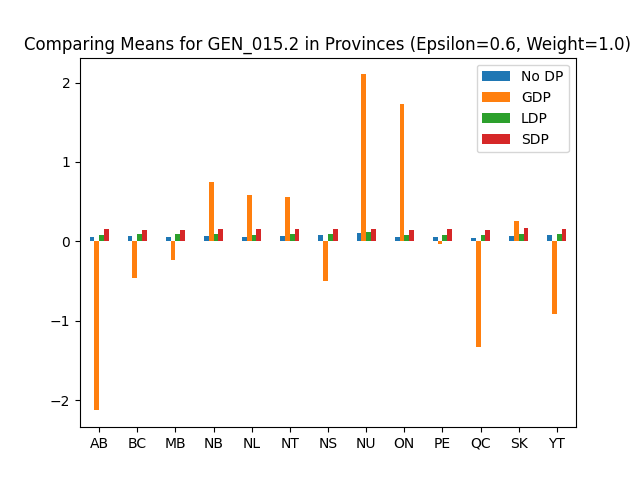 Comparing Means for GEN_015.2 in Provinces (Epsilon=0.6, Weight=1.0)
No DP
GDP
LDP
SDP
2
1
0
−1
−2
AB BC MB NB NL NT NS NU ON PE QC SK YT